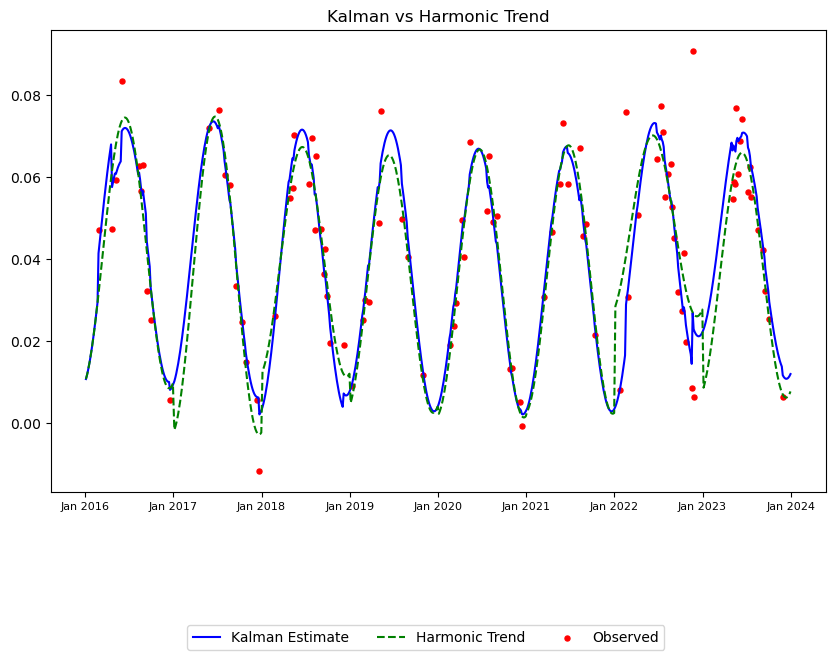 Kalman vs Harmonic Trend
0.08
0.06
0.04
0.02
0.00
Jan 2016 Jan 2017 Jan 2018 Jan 2019 Jan 2020 Jan 2021 Jan 2022 Jan 2023 Jan 2024
Kalman Estimate Harmonic Trend Observed